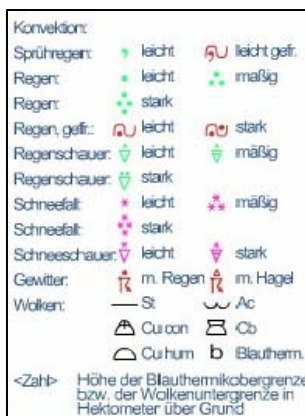 Konvektion:
Sprühregen: leicht leicht gefr.
Regen: leicht mäßig
Regen: stark
Regen, gefr.: leicht stark
Regenschauer: leicht mäßig
Regenschauer: stark
Schneefall: leicht mäßig
Schneefall: stark
Schneeschauer: leicht stark
Gewitter: m. Regen m. Hagel
Wolken: St Ac
Cu con Cb
Cu hum b Blautherm.
<Zahl> Höhe der Blauthermikobergrenze
bzw. der Wolkenuntergrenze in
Hektometer über Grund